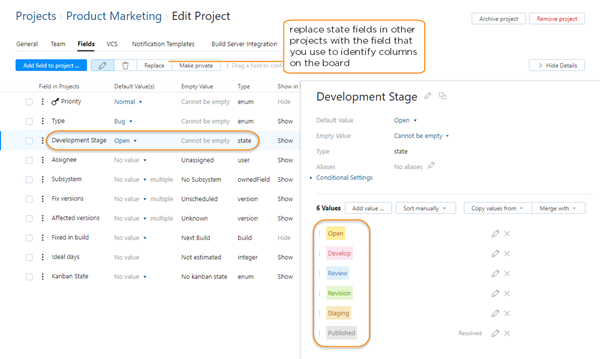 Projects › Product Marketing › Edit Project
Archive project
Remove project
General Team Fields VCS Notification Templates Build Server Integration
replace state fields in other
projects with the field that
you use to identify columns
on the board
Add field to project ...
Replace
Make private
Drag a field to
> Hide Details
Field in Projects Default Value(s) Empty Value Type Show in
Priority Normal Cannot be empty enum Hide
Type Bug Cannot be empty enum Show
Development Stage Open Cannot be empty state Show
Assignee No value Unassigned user Show
Subsystem No value multiple No Subsystem ownedField Show
Fix versions No value multiple Unscheduled version Show
Affected versions No value multiple Unknown version Show
Fixed in build No value Next Build build Hide
Ideal days No value Not estimated integer Show
Kanban State No value No kanban state enum Show
Development Stage
Default Value Open
Empty Value Cannot be empty
Type state
Aliases No aliases
Conditional Settings
6 Values Add value ... Sort manually Copy values from Merge with
Open
Develop
Review
Revision
Staging
Published Resolved